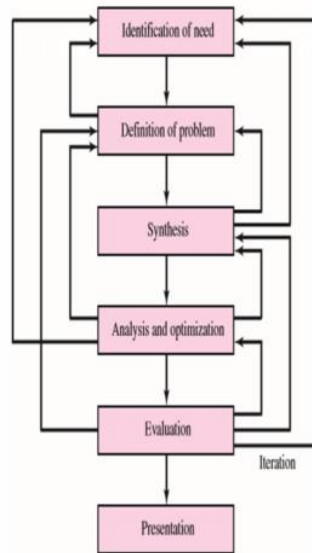 Identification of need
Definition of problem
Synthesis
Analysis and optimization
Evaluation
Iteration
Presentation